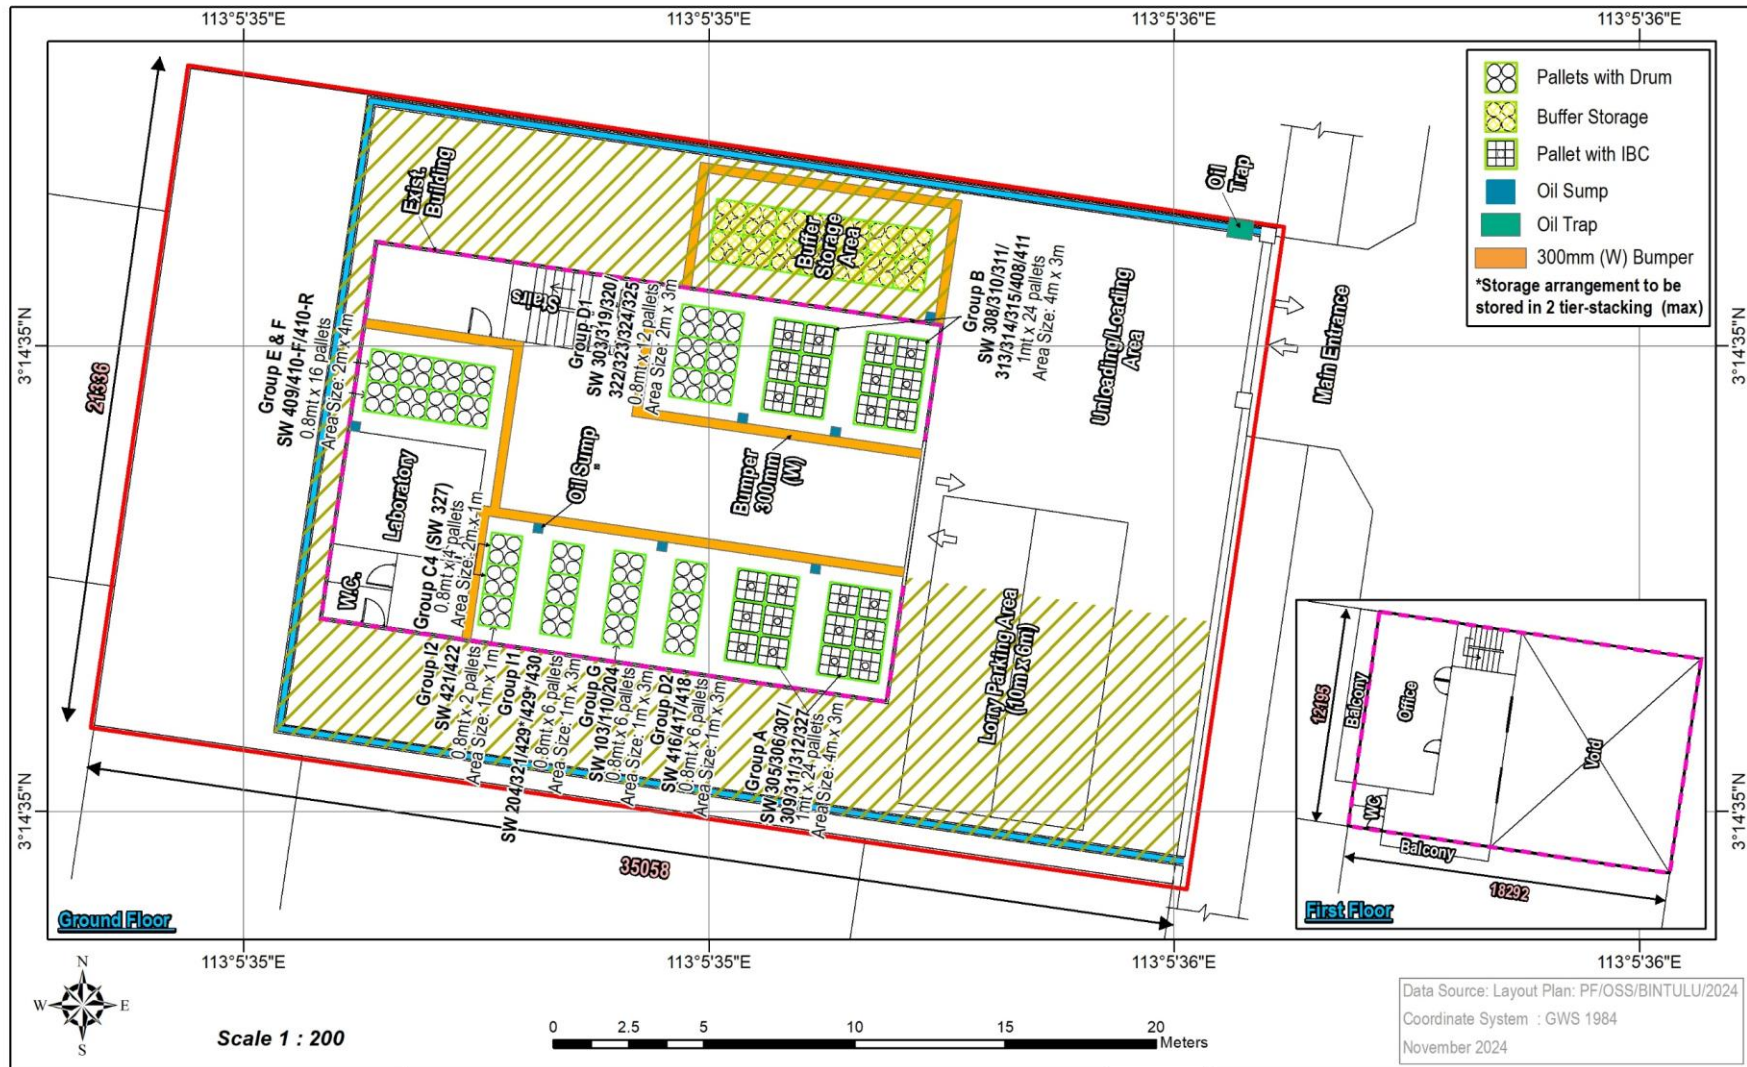 113°5'35"E
113°5'35"E
113°5'36"E
113°5'36"E
3°14'35"N
3°14'35"N
3°14'35"N
3°14'35"N
Pallets with Drum
Buffer Storage
Pallet with IBC
Oil Sump
Oil Trap
300mm (W) Bumper
*Storage arrangement to be
stored in 2 tier-stacking (max)
Oil
Trap
Exist.
Building
Buffer
Storage
Area
Stairs
Group B
SW 308/310/311/
313/314/315/408/411
1mt x 24 pallets
Area Size: 4m x 3m
Unloading/Loading
Area
Main Entrance
Group D1
SW 303/319/320/
322/323/324/325
0.8mt x 12 pallets
Area Size: 2m x 3m
Group E & F
SW 409/410-F/410-R
0.8mt x 16 pallets
Area Size: 2m x 4m
21336
Laboratory
Oil Sump
Bumper
300mm
(W)
W.C.
Group C4 (SW 327)
0.8mt x 4 pallets
Area Size: 2m x 1m
Group I2
SW 421/422
0.8mt x 2 pallets
Area Size: 1m x 1m
Group I1
SW 204/321/429*/429*/430
0.8mt x 6 pallets
Area Size: 1m x 3m
Group G
SW 103/110/204
0.8mt x 6 pallets
Area Size: 1m x 3m
Group D2
SW 416/417/418
0.8mt x 6 pallets
Area Size: 1m x 3m
Group A
SW 305/306/307/
309/311/312/327
1mt x 24 pallets
Area Size: 4m x 3m
Lorry Parking Area
(10m x 6m)
35058
Ground Floor
12195
Balcony
Office
Void
WC
Balcony
18292
First Floor
113°5'35"E
113°5'35"E
113°5'36"E
113°5'36"E
N
W
E
S
Scale 1 : 200
0
2.5
5
10
15
20
Meters
Data Source: Layout Plan: PF/OSS/BINTULU/2024
Coordinate System : GWS 1984
November 2024